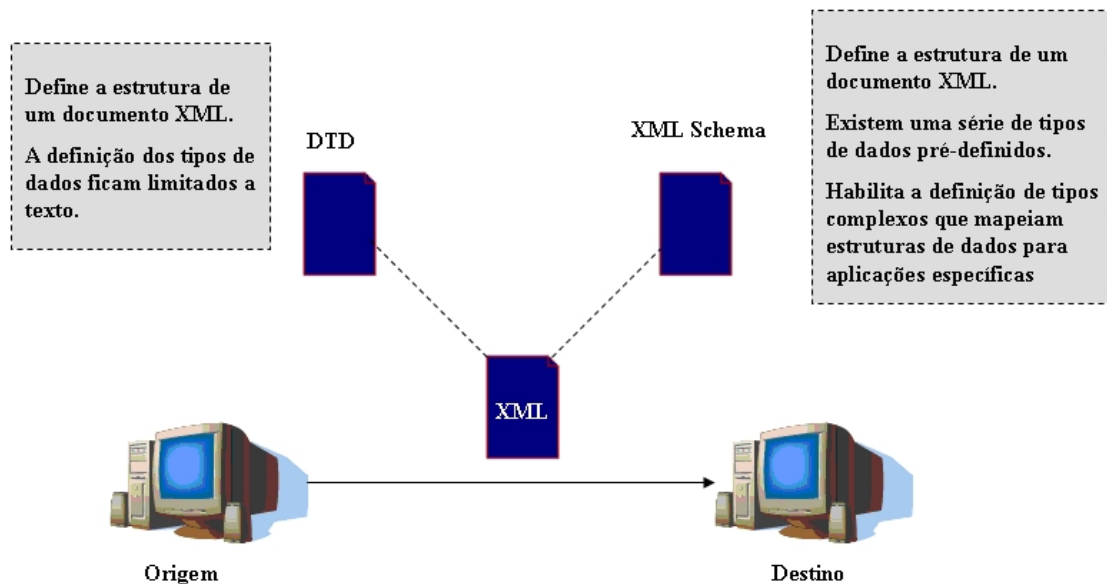 Define a estrutura de
um documento XML.
A definição dos tipos de
dados ficam limitados a
texto.
DTD
XML Schema
Define a estrutura de um
documento XML.
Existem uma série de tipos
de dados pré-definidos.
Habilita a definição de tipos
complexos que mapeiam
estruturas de dados para
aplicações específicas
XML
Origem
Destino